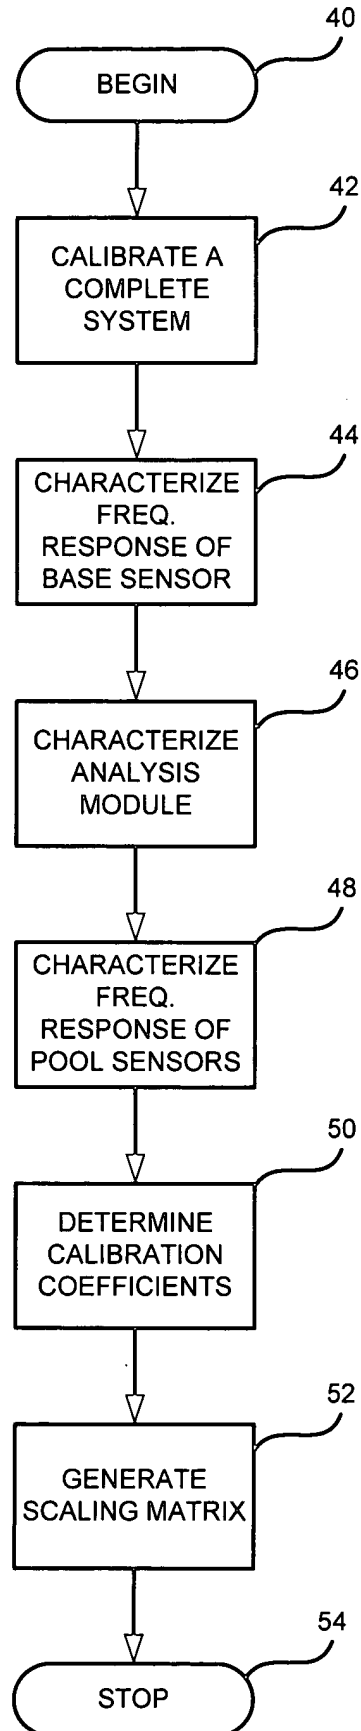 40
BEGIN
42
CALIBRATE A
COMPLETE
SYSTEM
44
CHARACTERIZE
FREQ.
RESPONSE OF
BASE SENSOR
46
CHARACTERIZE
ANALYSIS
MODULE
48
CHARACTERIZE
FREQ.
RESPONSE OF
POOL SENSORS
50
DETERMINE
CALIBRATION
COEFFICIENTS
52
GENERATE
SCALING MATRIX
54
STOP